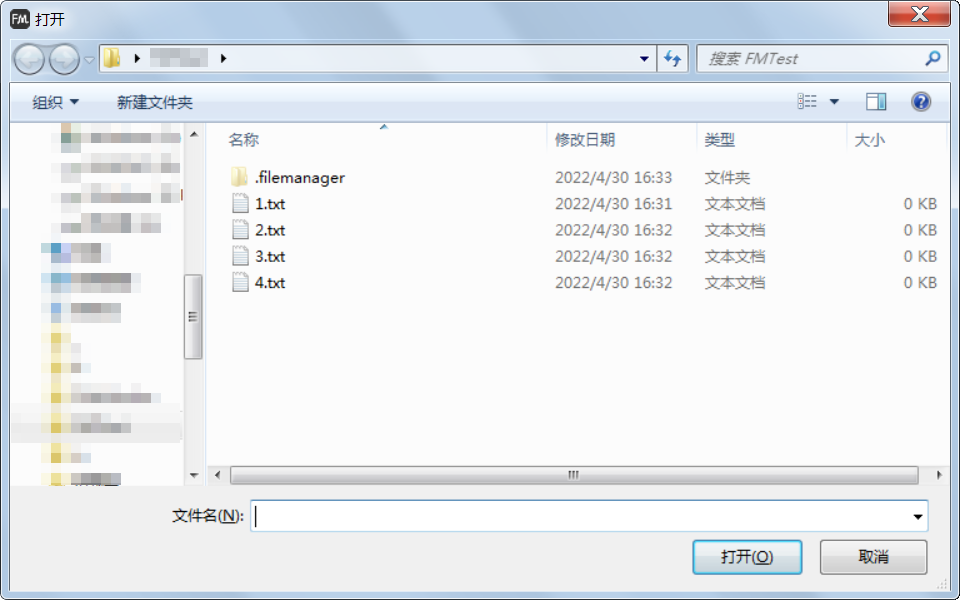 FM 打开
搜索 FMTest
组织 新建文件夹
名称 修改日期 类型 大小
.filemanager 2022/4/30 16:33 文件夹
1.txt 2022/4/30 16:31 文本文档 0 KB
2.txt 2022/4/30 16:32 文本文档 0 KB
3.txt 2022/4/30 16:32 文本文档 0 KB
4.txt 2022/4/30 16:32 文本文档 0 KB
文件名(N):
打开(O) 取消